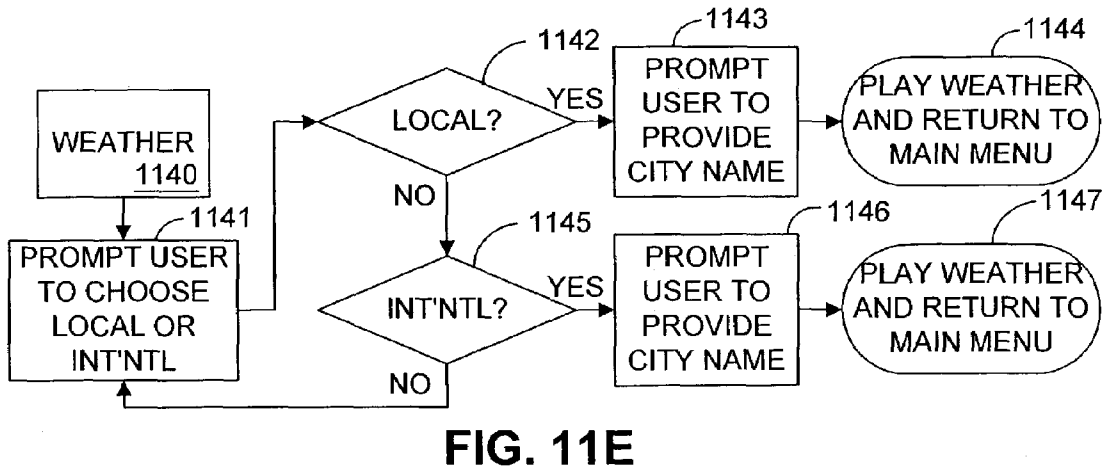 WEATHER
1140
1141
PROMPT USER
TO CHOOSE
LOCAL OR
INT'NTL
1142
LOCAL?
YES
NO
1143
PROMPT
USER TO
PROVIDE
CITY NAME
1144
PLAY WEATHER
AND RETURN TO
MAIN MENU
1145
INT'NTL?
YES
NO
1146
PROMPT
USER TO
PROVIDE
CITY NAME
1147
PLAY WEATHER
AND RETURN TO
MAIN MENU
FIG. 11E